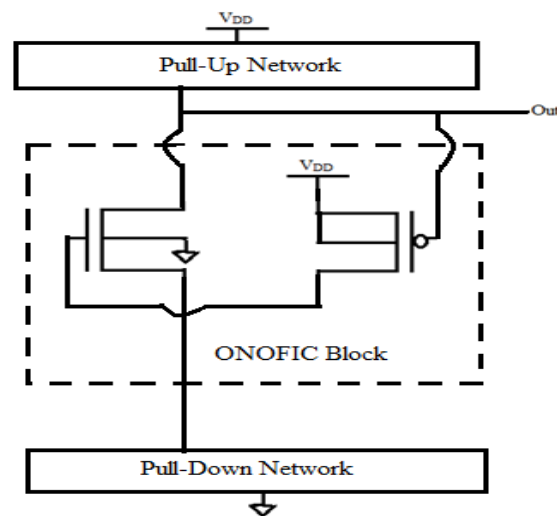 VDD
Pull-Up Network
Out
VDD
ONOFIC Block
Pull-Down Network